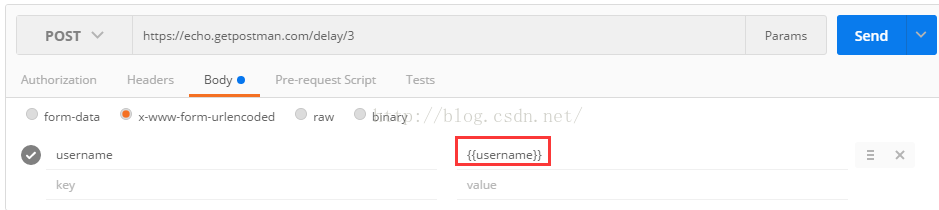 POST https://echo.getpostman.com/delay/3 Params Send
Authorization Headers Body Pre-request Script Tests
form-data x-www-form-urlencoded raw binary http://blog.csdn.net/
username {{username}}
key value